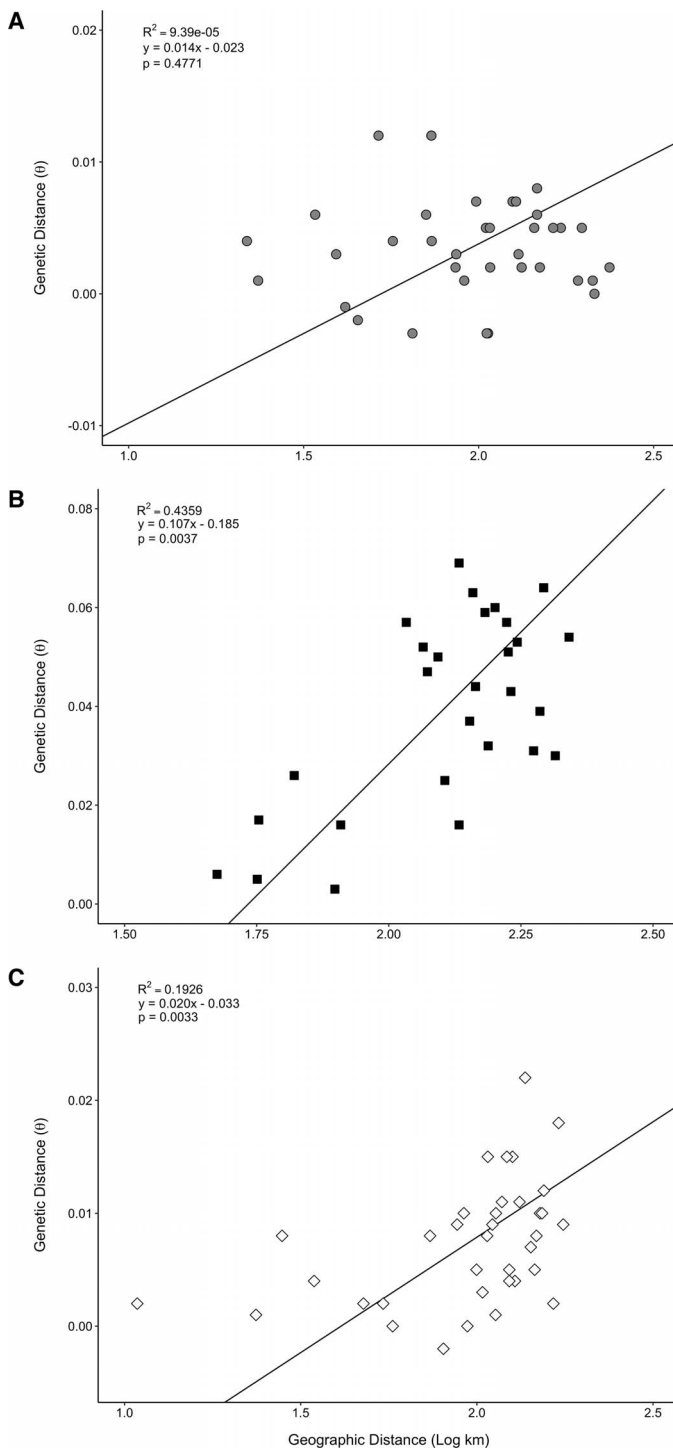 A
R² = 9.39e-05
y = 0.014x - 0.023
p = 0.4771
0.02
0.01
0.00
-0.01
Genetic Distance (θ)
1.0
1.5
2.0
2.5
B
R² = 0.4359
y = 0.107x - 0.185
p = 0.0037
0.08
0.06
0.04
0.02
0.00
Genetic Distance (θ)
1.50
1.75
2.00
2.25
2.50
C
R² = 0.1926
y = 0.020x - 0.033
p = 0.0033
0.03
0.02
0.01
0.00
Genetic Distance (θ)
1.0
1.5
2.0
2.5
Geographic Distance (Log km)